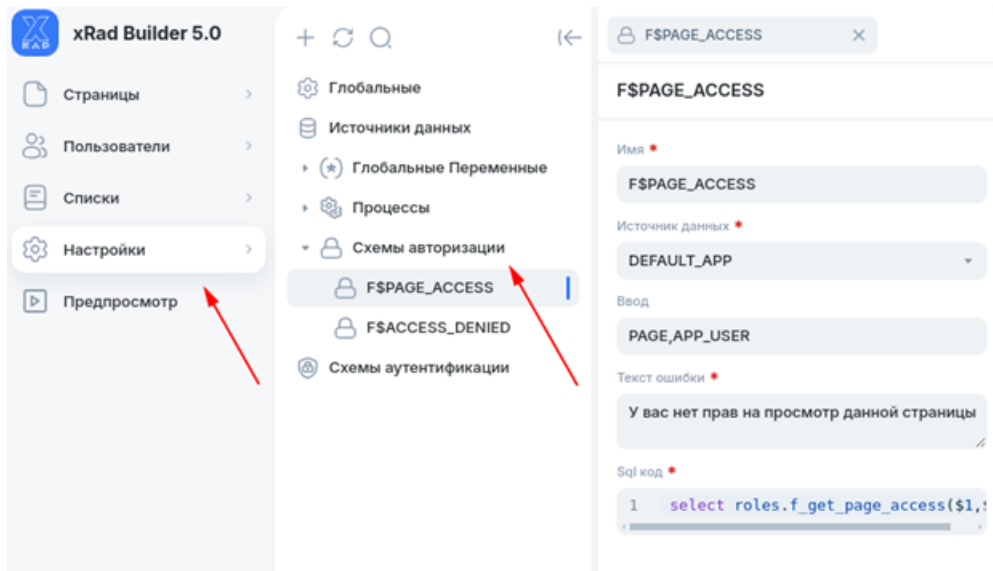 XRAD
xRad Builder 5.0
Страницы
Пользователи
Списки
Настройки
Предпросмотр
Глобальные
Источники данных
Глобальные Переменные
Процессы
Схемы авторизации
F$PAGE_ACCESS
F$ACCESS_DENIED
Схемы аутентификации
F$PAGE_ACCESS
F$PAGE_ACCESS
Имя *
F$PAGE_ACCESS
Источник данных *
DEFAULT_APP
Ввод
PAGE,APP_USER
Текст ошибки *
У вас нет прав на просмотр данной страницы
Sql код *
1 select roles.f_get_page_access($1,